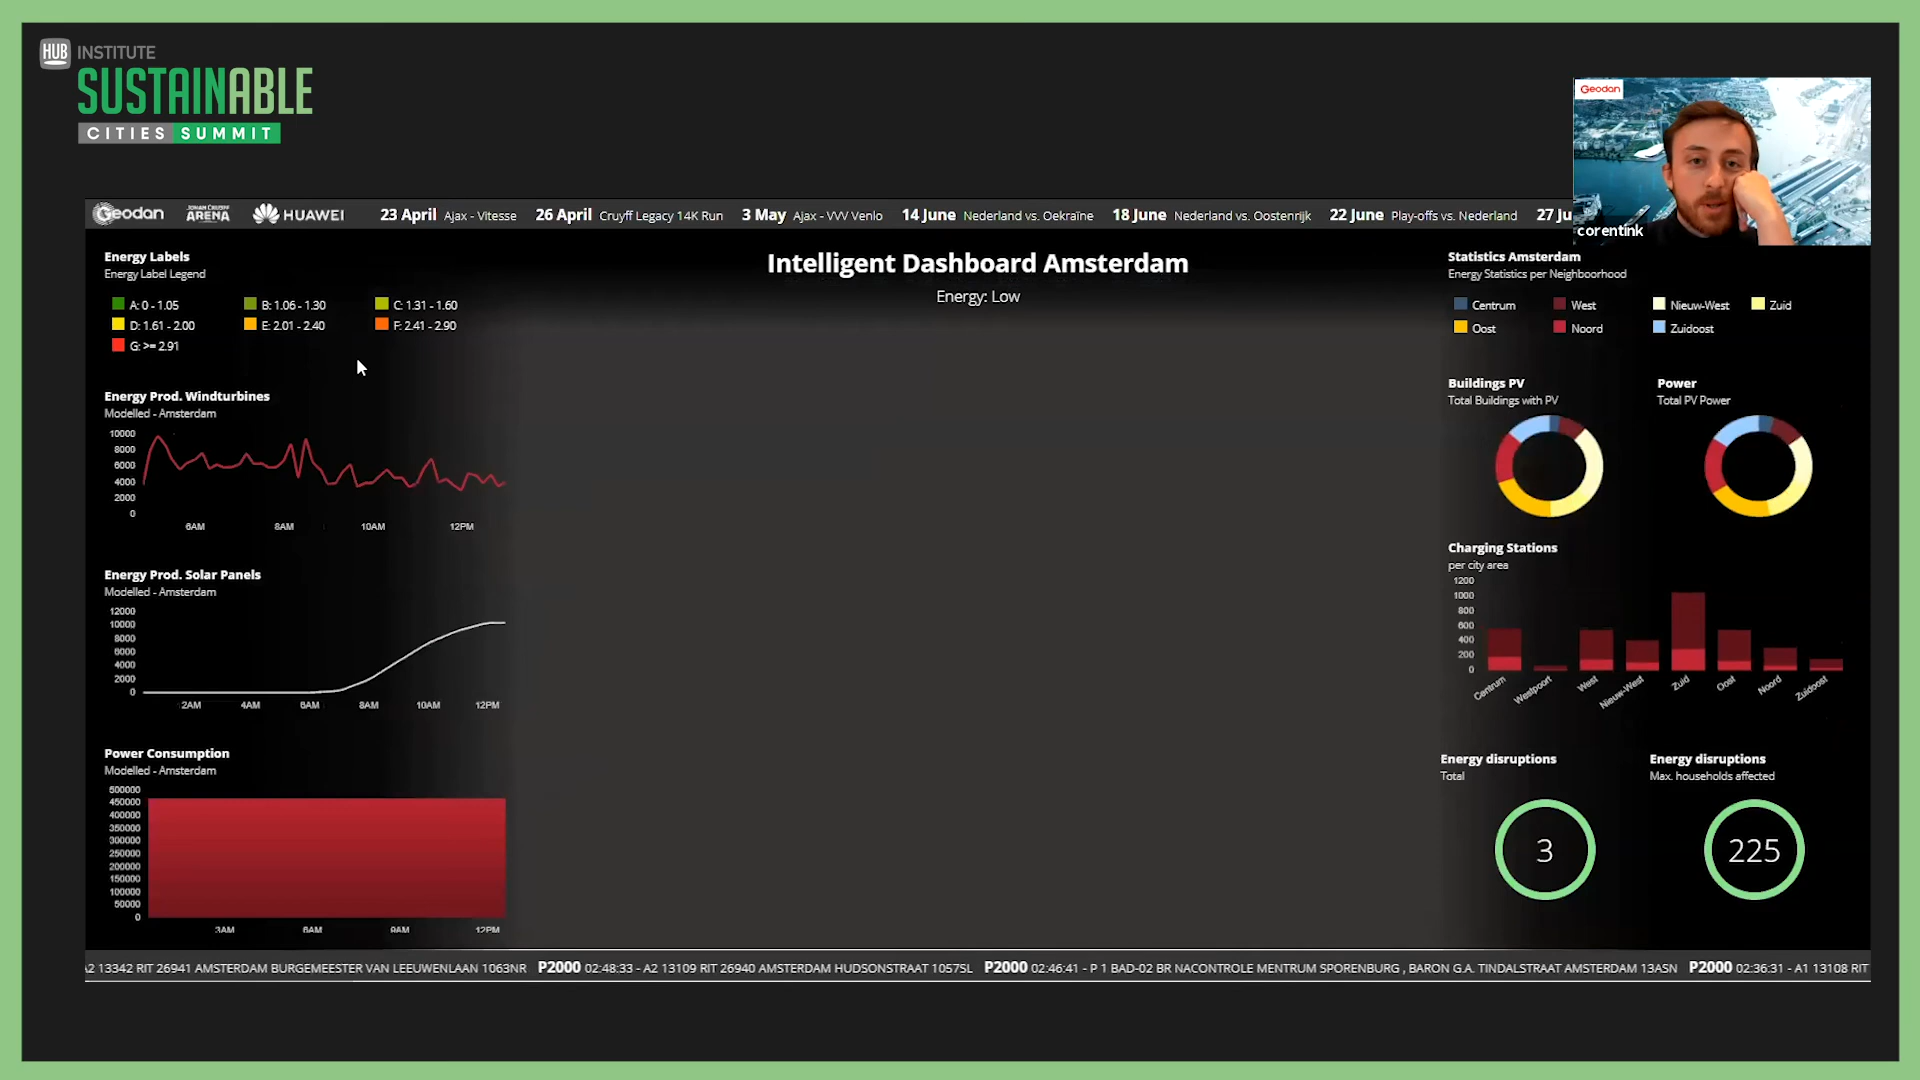 HUB INSTITUTE
SUSTAINABLE
CITIES SUMMIT
Geodan
corentink
Geodan JOHAN CRUIJFF ARENA HUAWEI 23 April Ajax - Vitesse 26 April Cruyff Legacy 14K Run 3 May Ajax - VVV Venlo 14 June Nederland vs. Oekraïne 18 June Nederland vs. Oostenrijk 22 June Play-offs vs. Nederland 27 Ju
Intelligent Dashboard Amsterdam
Energy: Low
Energy Labels
Energy Label Legend
A: 0 - 1.05 B: 1.06 - 1.30 C: 1.31 - 1.60
D: 1.61 - 2.00 E: 2.01 - 2.40 F: 2.41 - 2.90
G: >= 2.91
Energy Prod. Windturbines
Modelled - Amsterdam
10000
8000
6000
4000
2000
0
6AM 8AM 10AM 12PM
Energy Prod. Solar Panels
Modelled - Amsterdam
12000
10000
8000
6000
4000
2000
0
2AM 4AM 6AM 8AM 10AM 12PM
Power Consumption
Modelled - Amsterdam
500000
450000
400000
350000
300000
250000
200000
150000
100000
50000
0
3AM 6AM 9AM 12PM
Statistics Amsterdam
Energy Statistics per Neighboorhood
Centrum West Nieuw-West Zuid
Oost Noord Zuidoost
Buildings PV
Total Buildings with PV
Power
Total PV Power
Charging Stations
per city area
1200
1000
800
600
400
200
0
Centrum Westpoort West Nieuw-West Zuid Oost Noord Zuidoost
Energy disruptions
Total
3
Energy disruptions
Max. households affected
225
A2 13342 RIT 26941 AMSTERDAM BURGEMEESTER VAN LEEUWENLAAN 1063NR P2000 02:48:33 - A2 13109 RIT 26940 AMSTERDAM HUDSONSTRAAT 1057SL P2000 02:46:41 - P 1 BAD-02 BR NACONTROLE MENTRUM SPORENBURG , BARON G.A. TINDALSTRAAT AMSTERDAM 13ASN P2000 02:36:31 - A1 13108 RIT